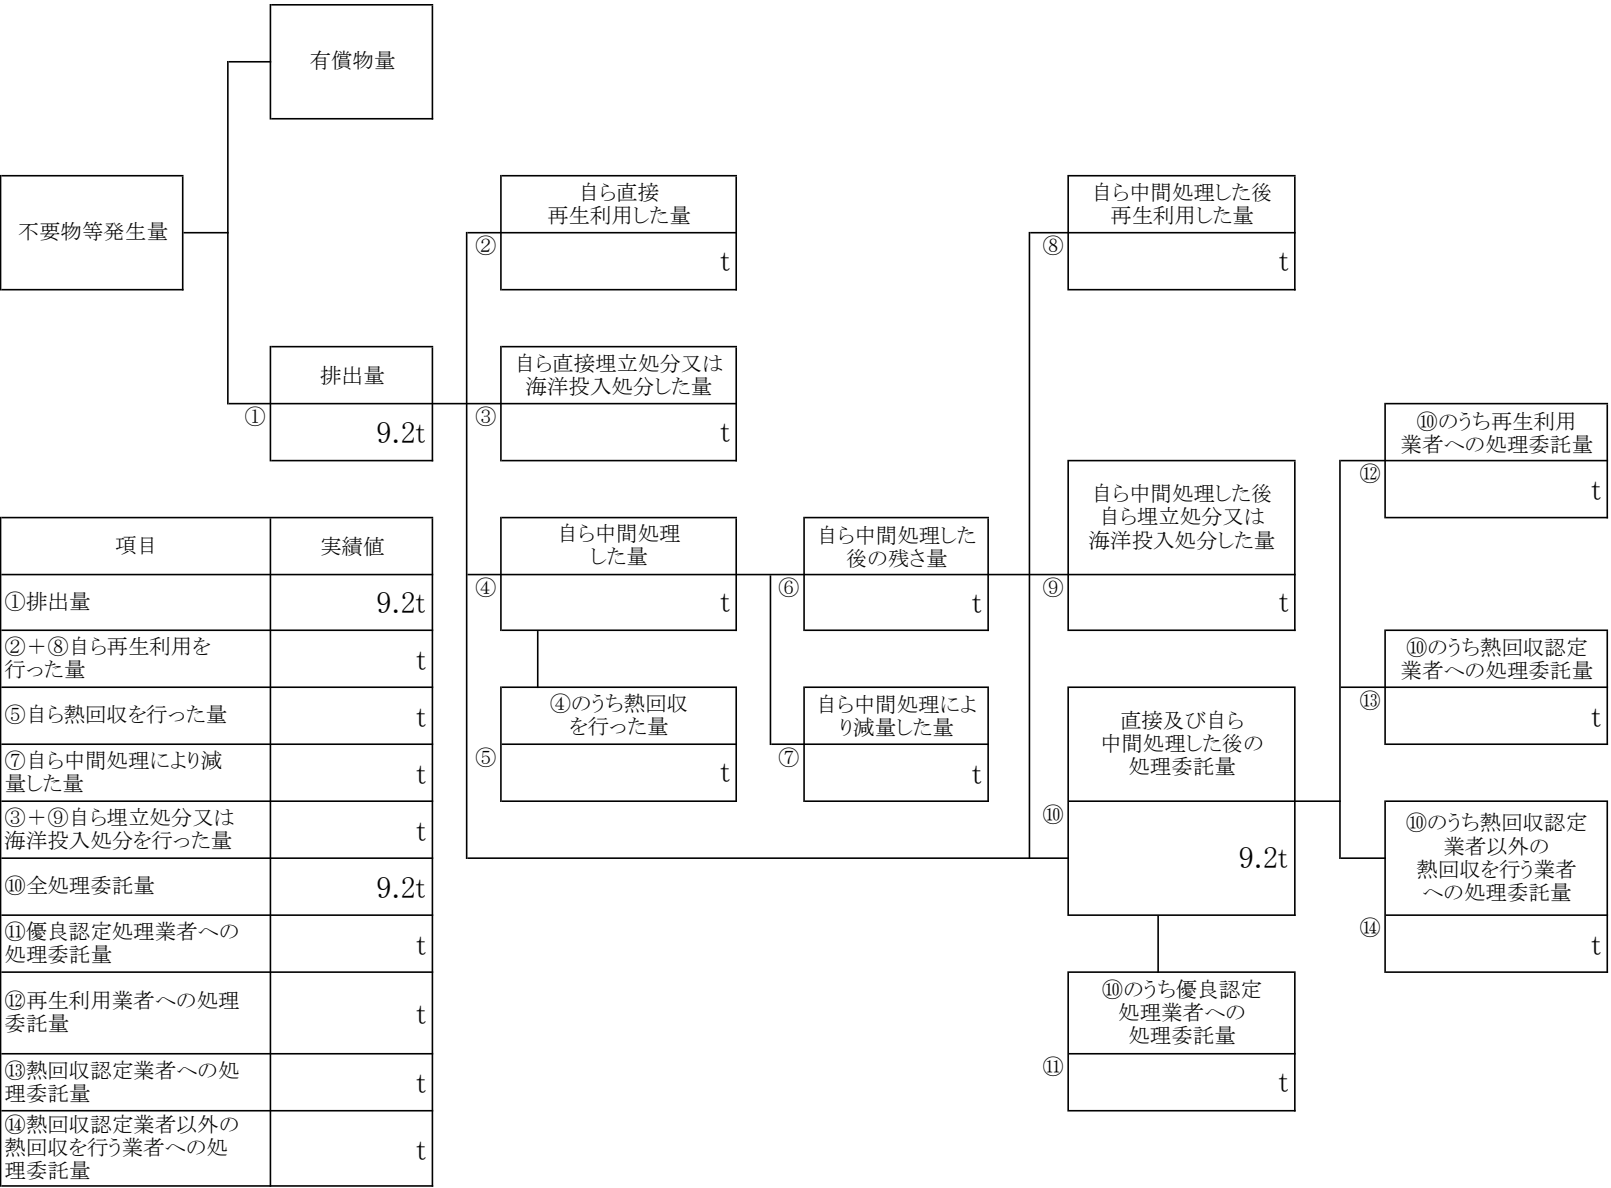 有償物量
不要物等発生量
自ら直接
再生利用した量
②
t
自ら中間処理した後
再生利用した量
⑧
t
排出量
①
9.2t
自ら直接埋立処分又は
海洋投入処分した量
③
t
⑩のうち再生利用
業者への処理委託量
⑫
t
自ら中間処理した後
自ら埋立処分又は
海洋投入処分した量
⑨
t
自ら中間処理
した量
④
t
自ら中間処理した
後の残さ量
⑥
t
⑩のうち熱回収認定
業者への処理委託量
⑬
t
④のうち熱回収
を行った量
⑤
t
自ら中間処理によ
り減量した量
⑦
t
直接及び自ら
中間処理した後の
処理委託量
⑩
9.2t
⑩のうち熱回収認定
業者以外の
熱回収を行う業者
への処理委託量
⑭
t
⑩のうち優良認定
処理業者への
処理委託量
⑪
t
項目 実績値
①排出量 9.2t
②＋⑧自ら再生利用を
行った量
t
⑤自ら熱回収を行った量 t
⑦自ら中間処理により減
量した量
t
③＋⑨自ら埋立処分又は
海洋投入処分を行った量
t
⑩全処理委託量 9.2t
⑪優良認定処理業者への
処理委託量
t
⑫再生利用業者への処理
委託量
t
⑬熱回収認定業者への処
理委託量
t
⑭熱回収認定業者以外の
熱回収を行う業者への処
理委託量
t